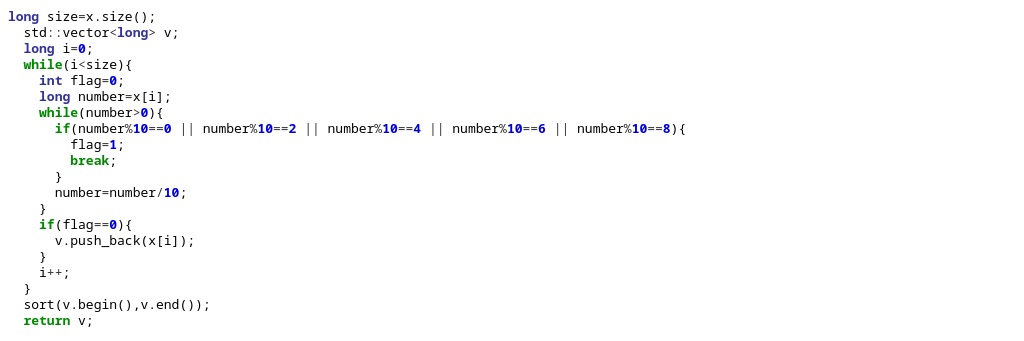 long size=x.size();
  std::vector<long> v;
  long i=0;
  while(i<size){
    int flag=0;
    long number=x[i];
    while(number>0){
      if(number%10==0 || number%10==2 || number%10==4 || number%10==6 || number%10==8){
        flag=1;
        break;
      }
      number=number/10;
    }
    if(flag==0){
      v.push_back(x[i]);
    }
    i++;
  }
  sort(v.begin(),v.end());
  return v;